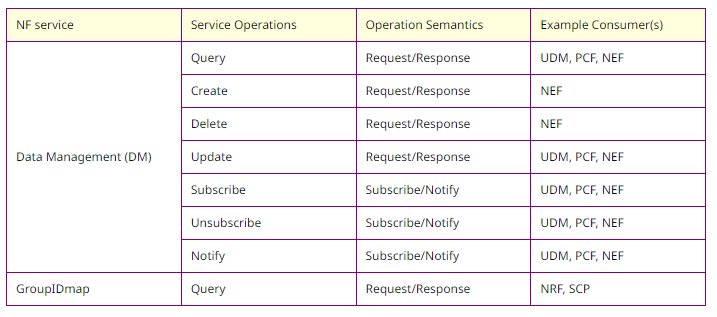 NF service Service Operations Operation Semantics Example Consumer(s)
Query Request/Response UDM, PCF, NEF
Create Request/Response NEF
Delete Request/Response NEF
Data Management (DM) Update Request/Response UDM, PCF, NEF
Subscribe Subscribe/Notify UDM, PCF, NEF
Unsubscribe Subscribe/Notify UDM, PCF, NEF
Notify Subscribe/Notify UDM, PCF, NEF
GroupIDmap Query Request/Response NRF, SCP